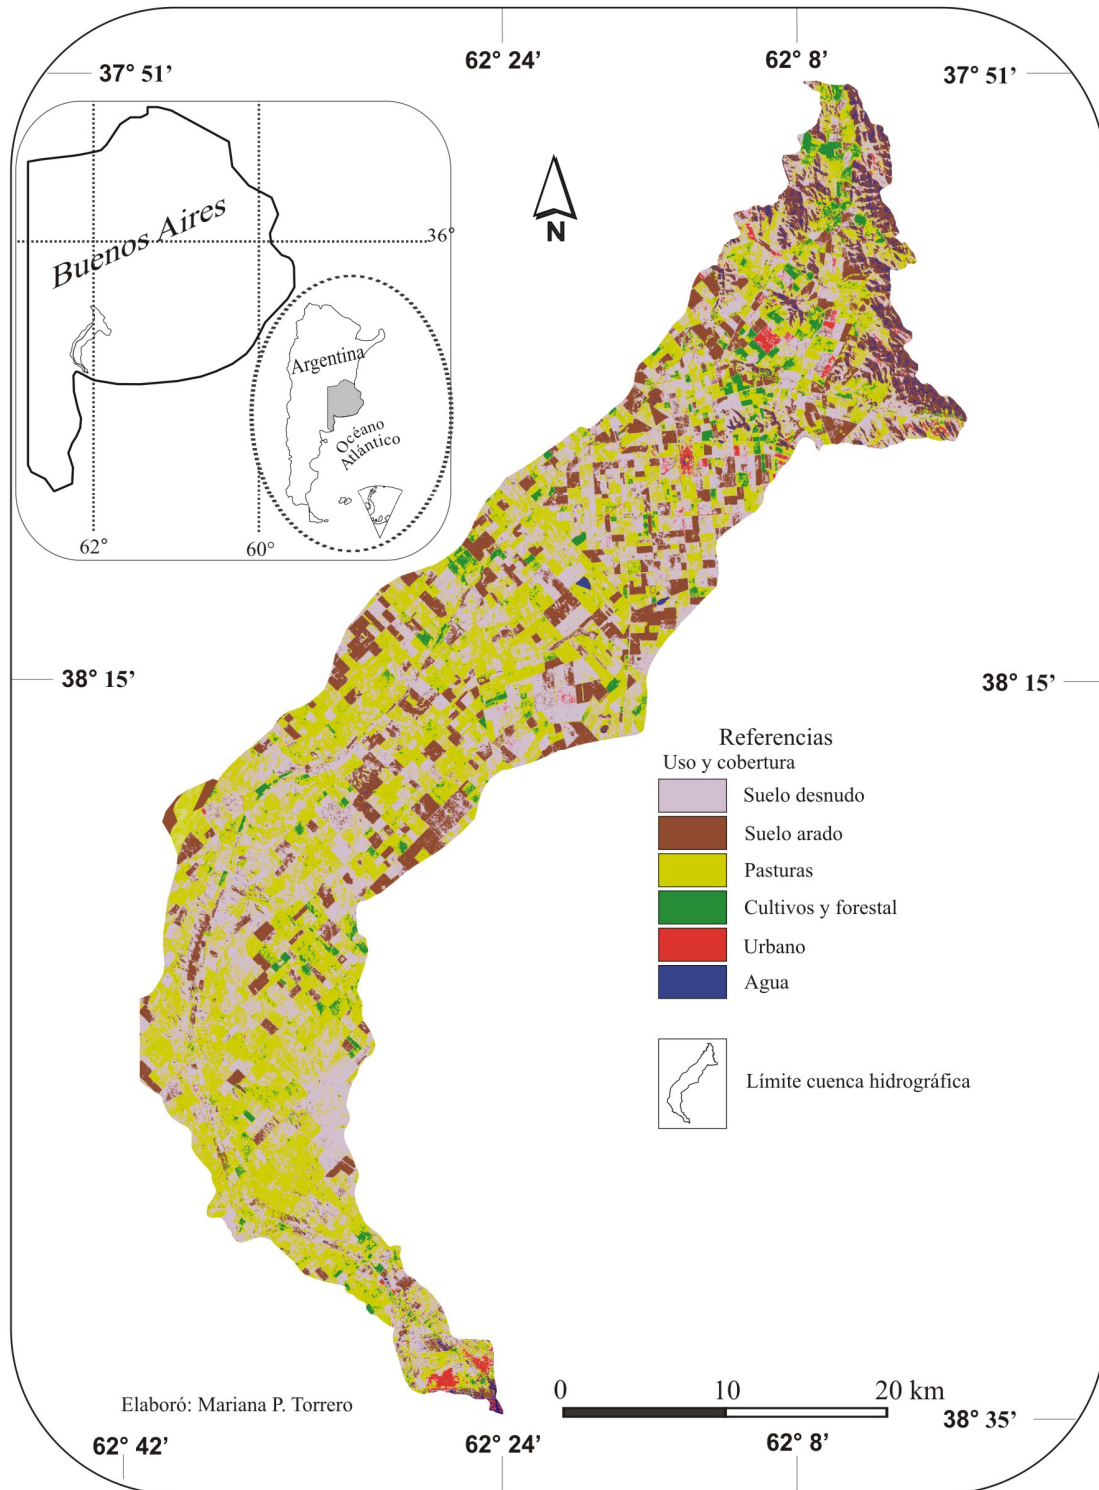 62° 24’
62° 8’
37° 51’
37° 51’
Buenos Aires
36°
N
Argentina
Océano
Atlántico
62°
60°
38° 15’
38° 15’
Referencias
Uso y cobertura
Suelo desnudo
Suelo arado
Pasturas
Cultivos y forestal
Urbano
Agua
Límite cuenca hidrográfica
Elaboró: Mariana P. Torrero
0 10 20 km
38° 35’
62° 42’
62° 24’
62° 8’